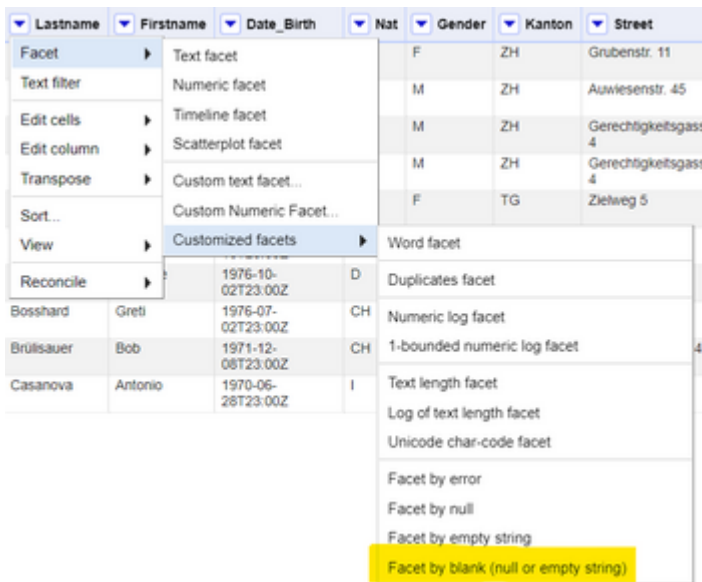 Lastname Firstname Date_Birth Nat Gender Kanton Street
Facet
Text filter
Edit cells
Edit column
Transpose
Sort...
View
Reconcile
Text facet
Numeric facet
Timeline facet
Scatterplot facet
Custom text facet...
Custom Numeric Facet...
Customized facets
Word facet
Duplicates facet
Numeric log facet
1-bounded numeric log facet
Text length facet
Log of text length facet
Unicode char-code facet
Facet by error
Facet by null
Facet by empty string
Facet by blank (null or empty string)
F ZH Grubenstr. 11
M ZH Auwiesenstr. 45
M ZH Gerechtigkeitsgass
4
M ZH Gerechtigkeitsgass
4
F TG Zielweg 5
1976-10- D
02T23:00Z
Bosshard Greti 1976-07- CH
02T23:00Z
Brülisauer Bob 1971-12- CH 4
08T23:00Z
Casanova Antonio 1970-06- I
28T23:00Z